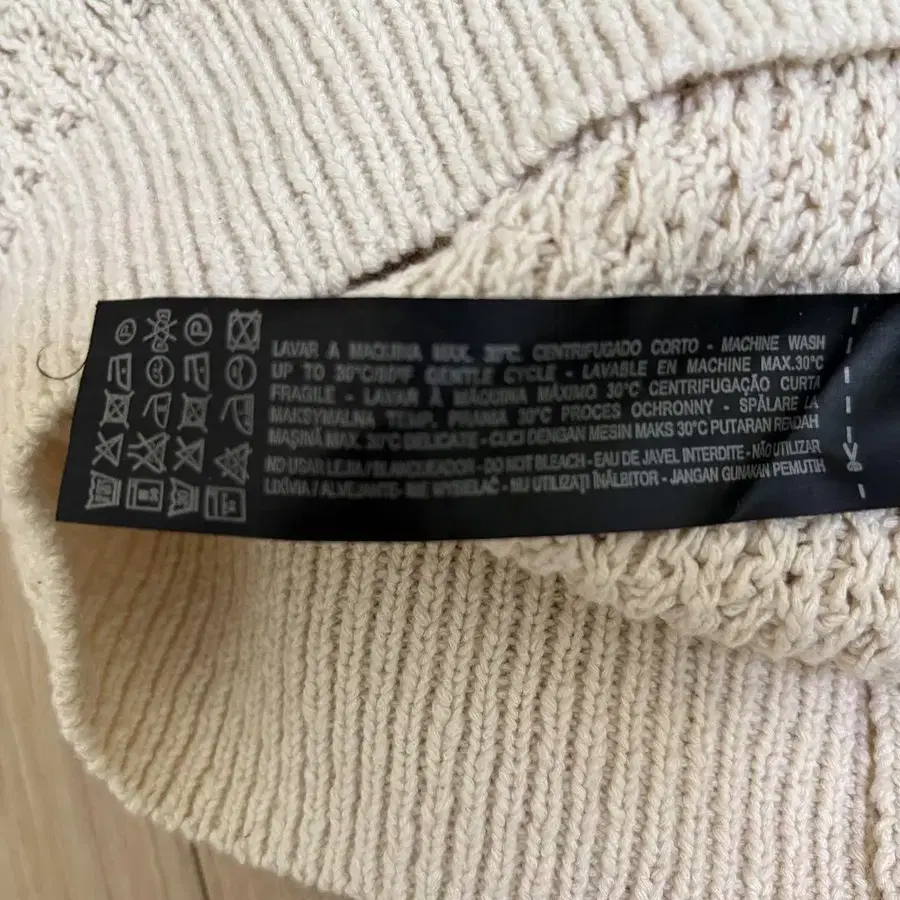 LAVAR A MAQUINA MAX. 30°C. CENTRIFUGADO CORTO - MACHINE WASH
UP TO 30°C/80°F GENTLE CYCLE - LAVABLE EN MACHINE MAX.30°C
FRAGILE - LAVAR À MÁQUINA MÁXIMO 30°C CENTRIFUGAÇÃO CURTA
MAKSYMALNA TEMP. PRANIA 30°C PROCES OCHRONNY - SPĂLARE LA
MAȘINĂ MAX. 30°C DELICATE - CUCI DENGAN MESIN MAKS 30°C PUTARAN RENDAH
NO USAR LEJIA / BLANQUEADOR - DO NOT BLEACH - EAU DE JAVEL INTERDITE - NÃO UTILIZAR
LIXÍVIA / ALVEJANTE - NIE WYBIELAĆ - NU UTILIZAȚI ÎNĂLBITOR - JANGAN GUNAKAN PEMUTIH